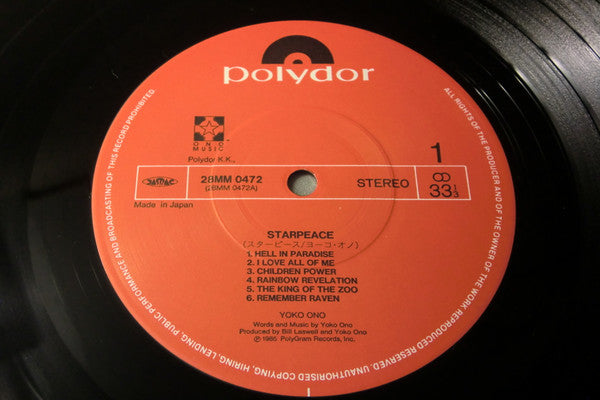 polydor
ONO
MUSIC
Polydor K.K.,
1
28MM 0472
(28MM 0472A)
STEREO
33 1/3
Made in Japan
STARPEACE
(スターピース/ヨーコ・オノ)
1. HELL IN PARADISE
2. I LOVE ALL OF ME
3. CHILDREN POWER
4. RAINBOW REVELATION
5. THE KING OF THE ZOO
6. REMEMBER RAVEN
YOKO ONO
Words and Music by Yoko Ono
Produced by Bill Laswell and Yoko Ono
℗ 1985 PolyGram Records, Inc.
ALL RIGHTS OF THE PRODUCER AND OF THE OWNER OF THE WORK REPRODUCED RESERVED. UNAUTHORISED COPYING, HIRING, LENDING, PUBLIC PERFORMANCE AND BROADCASTING OF THIS RECORD PROHIBITED